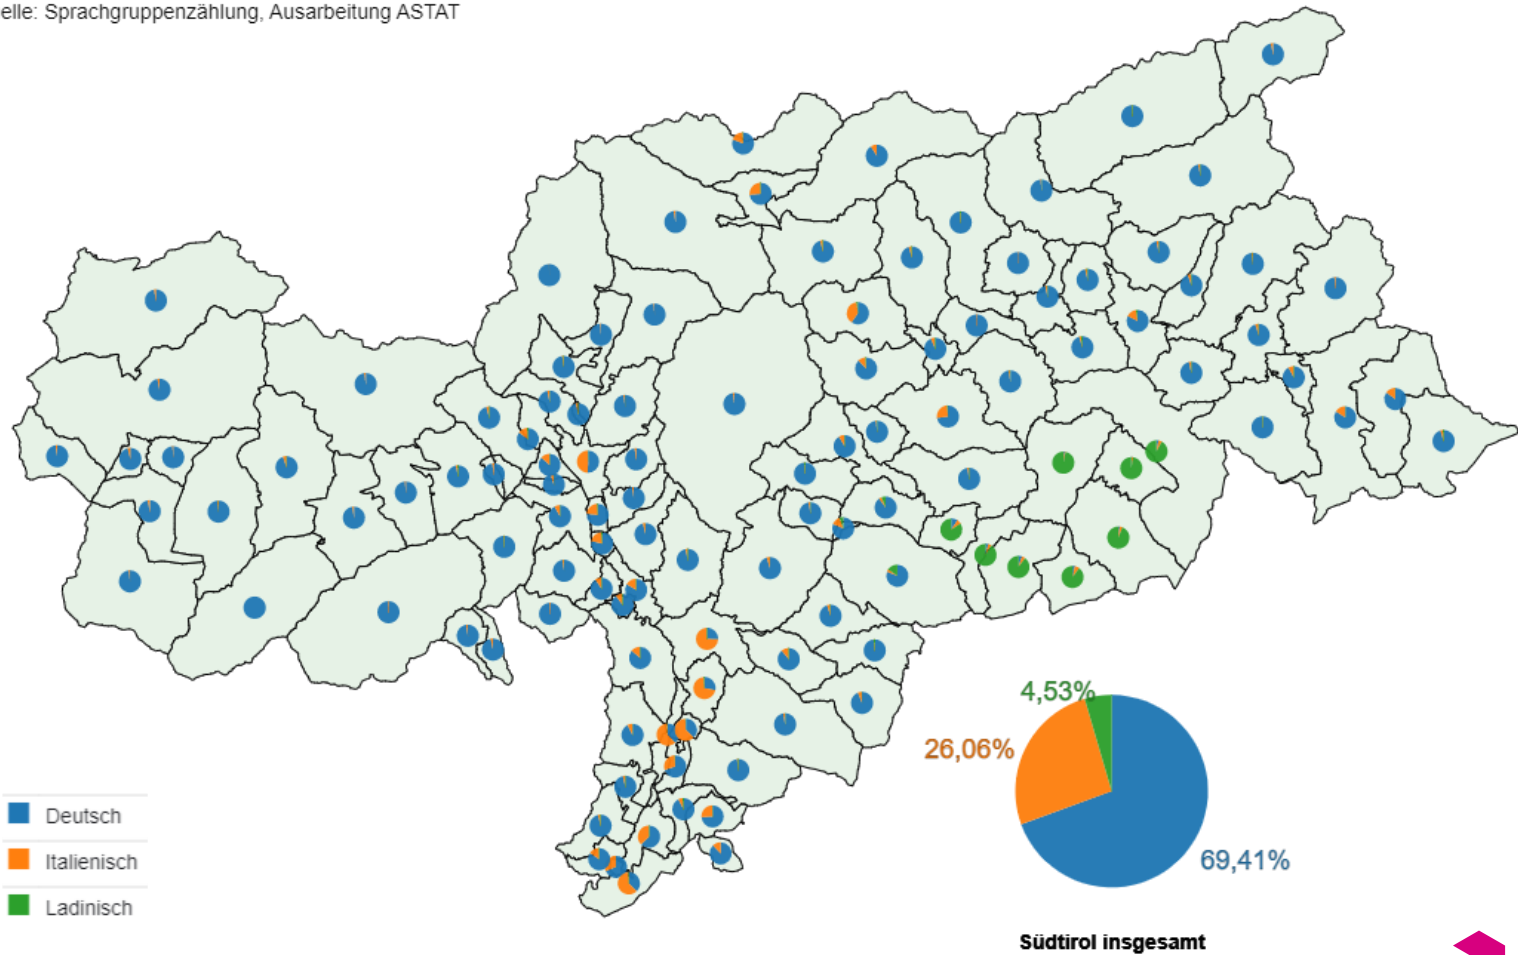 elle: Sprachgruppenzählung, Ausarbeitung ASTAT
4,53%
26,06%
69,41%
Deutsch
Italienisch
Ladinisch
Südtirol insgesamt